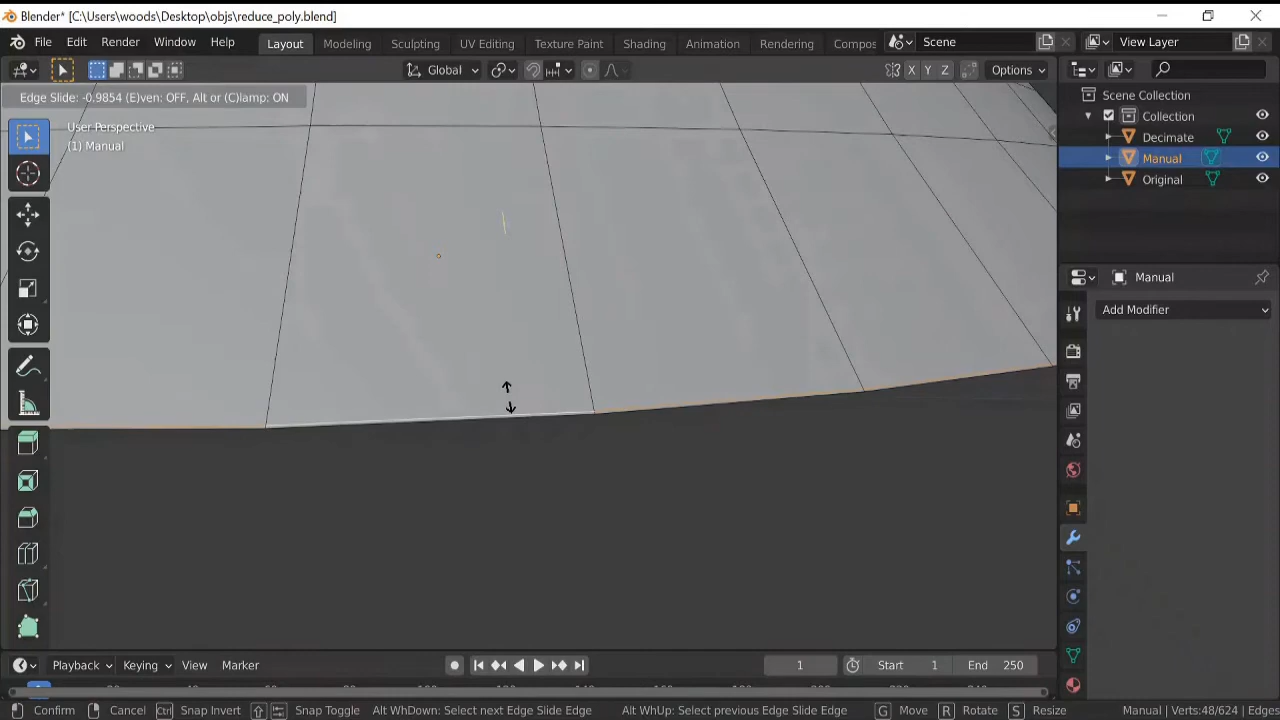 Blender* [C:\Users\woods\Desktop\objs\reduce_poly.blend]
File Edit Render Window Help Layout Modeling Sculpting UV Editing Texture Paint Shading Animation Rendering Compos Scene View Layer
Global X Y Z Options
Edge Slide: -0.9854 (E)ven: OFF, Alt or (C)lamp: ON
User Perspective
(1) Manual
Scene Collection
Collection
Decimate
Manual
Original
Manual
Add Modifier
Playback Keying View Marker 1 Start 1 End 250
Confirm Cancel Ctrl Snap Invert Snap Toggle Alt WhDown: Select next Edge Slide Edge Alt WhUp: Select previous Edge Slide Edge G Move R Rotate S Resize Manual | Verts:48/624 | Edges